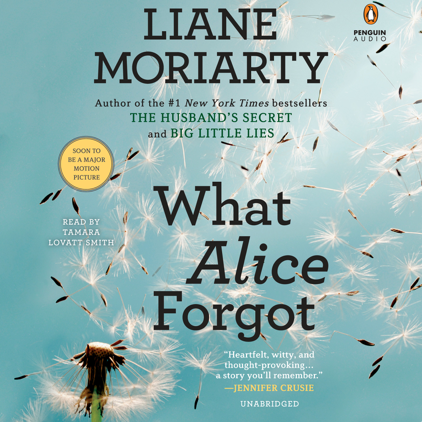 LIANE
MORIARTY
PENGUIN
AUDIO
Author of the #1 New York Times bestsellers
THE HUSBAND'S SECRET
and BIG LITTLE LIES
SOON TO
BE A MAJOR
MOTION
PICTURE
READ BY
TAMARA
LOVATT SMITH
What
Alice
Forgot
“Heartfelt, witty, and
thought-provoking...
a story you'll remember.”
—JENNIFER CRUSIE
UNABRIDGED